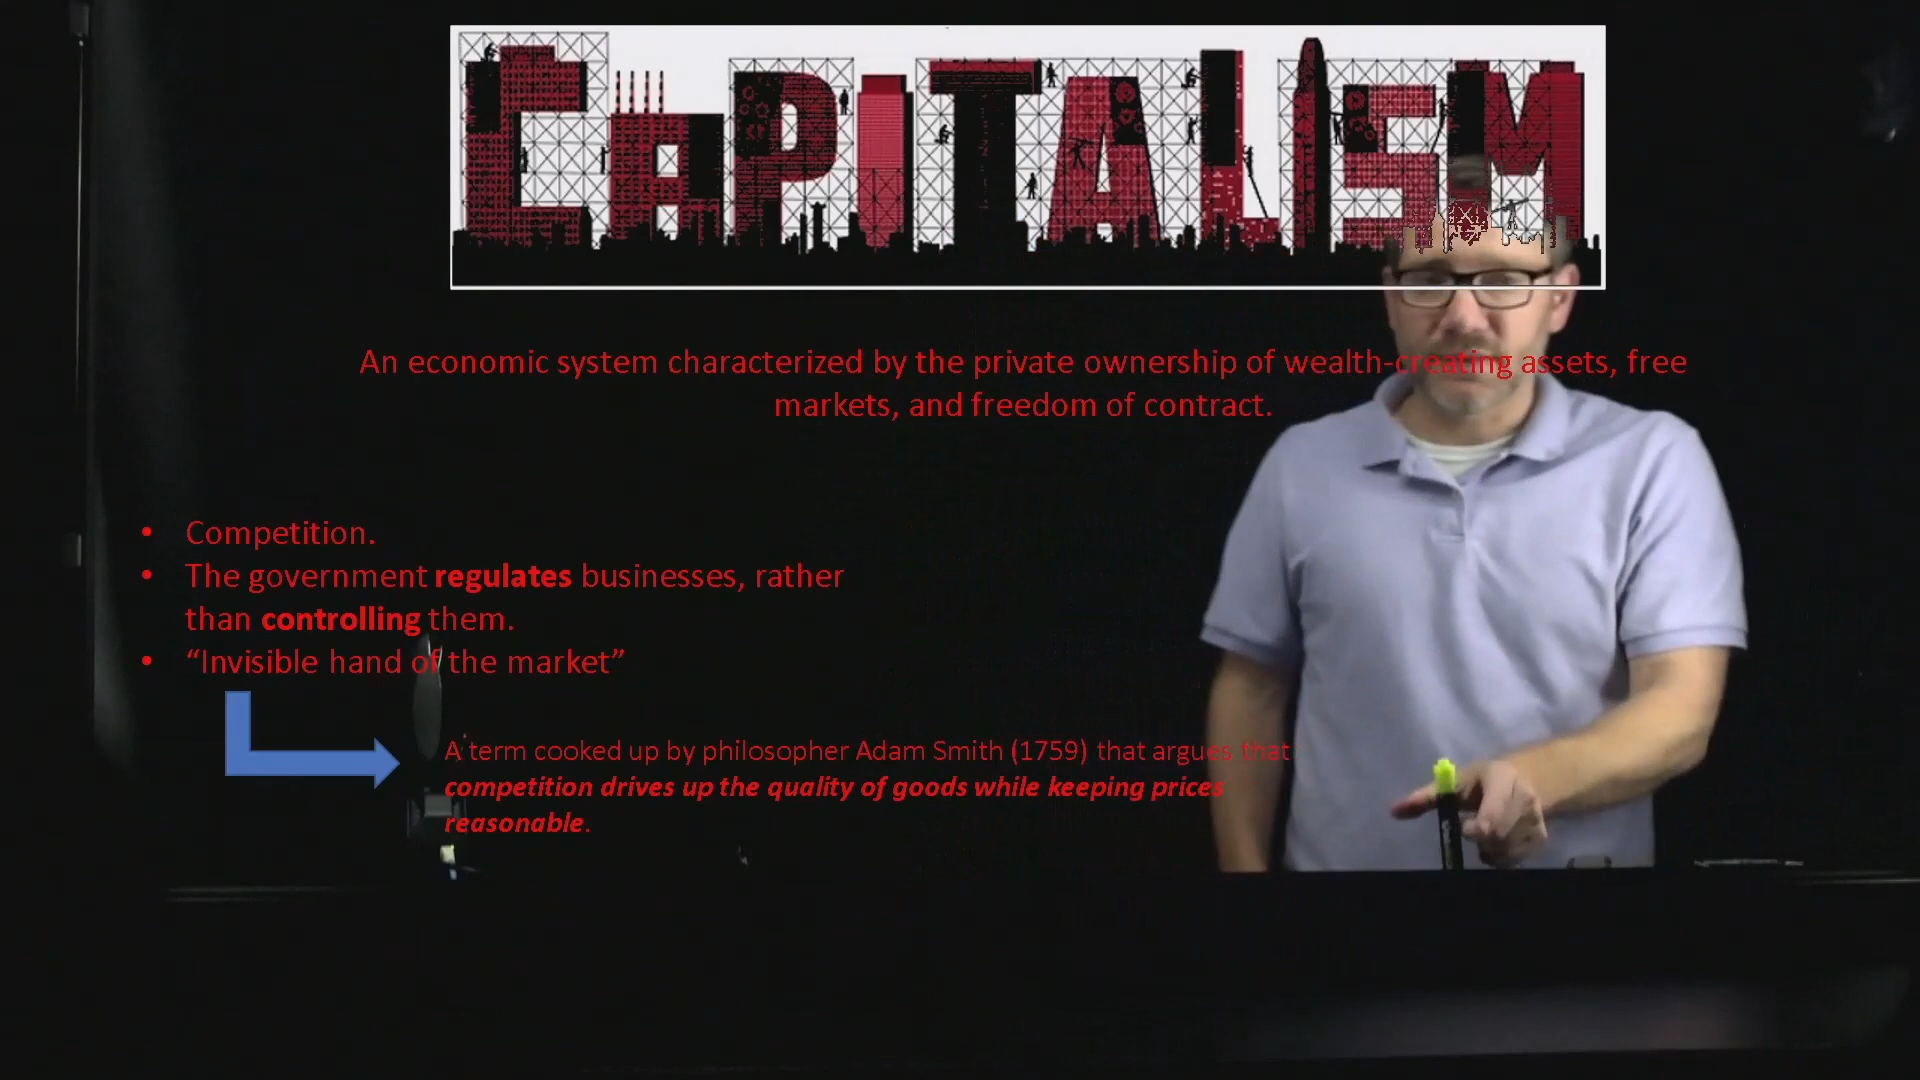 CaPITALISM
An economic system characterized by the private ownership of wealth-creating assets, free
markets, and freedom of contract.
• Competition.
• The government regulates businesses, rather
than controlling them.
• “Invisible hand of the market”
A term cooked up by philosopher Adam Smith (1759) that argues that
competition drives up the quality of goods while keeping prices
reasonable.